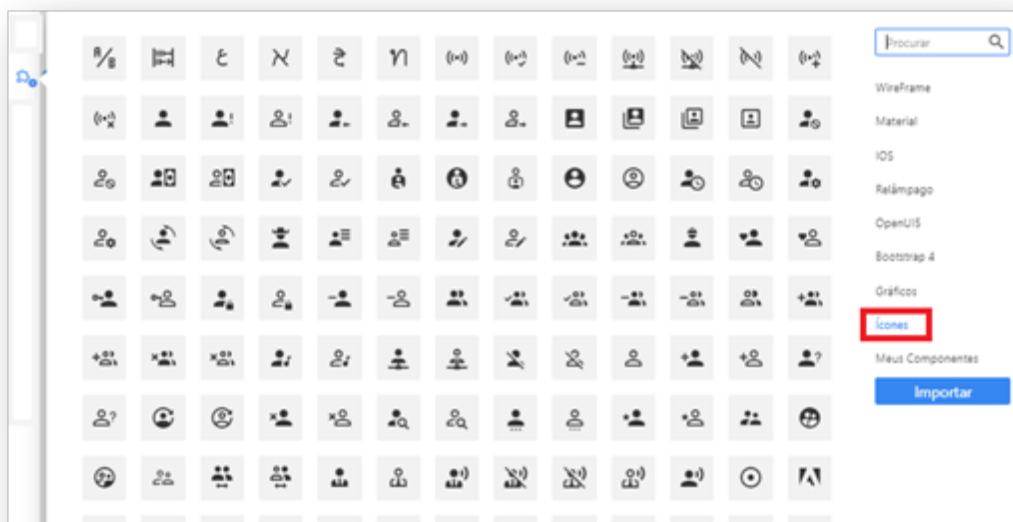 Procurar
WireFrame
Material
IOS
Relâmpago
OpenUI5
Bootstrap 4
Gráficos
Ícones
Meus Componentes
Importar